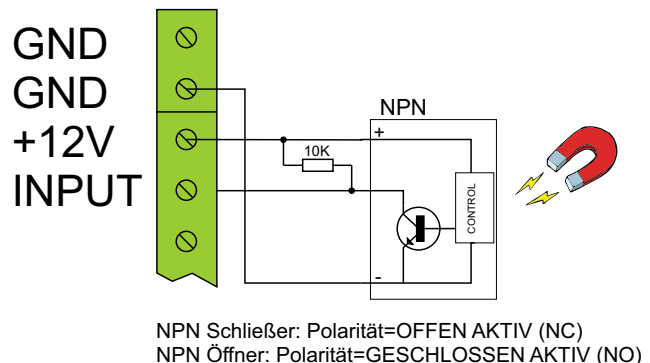 GND
GND
+12V
INPUT
NPN
+
10K
CONTROL
-
NPN Schließer: Polarität=OFFEN AKTIV (NC)
NPN Öffner: Polarität=GESCHLOSSEN AKTIV (NO)